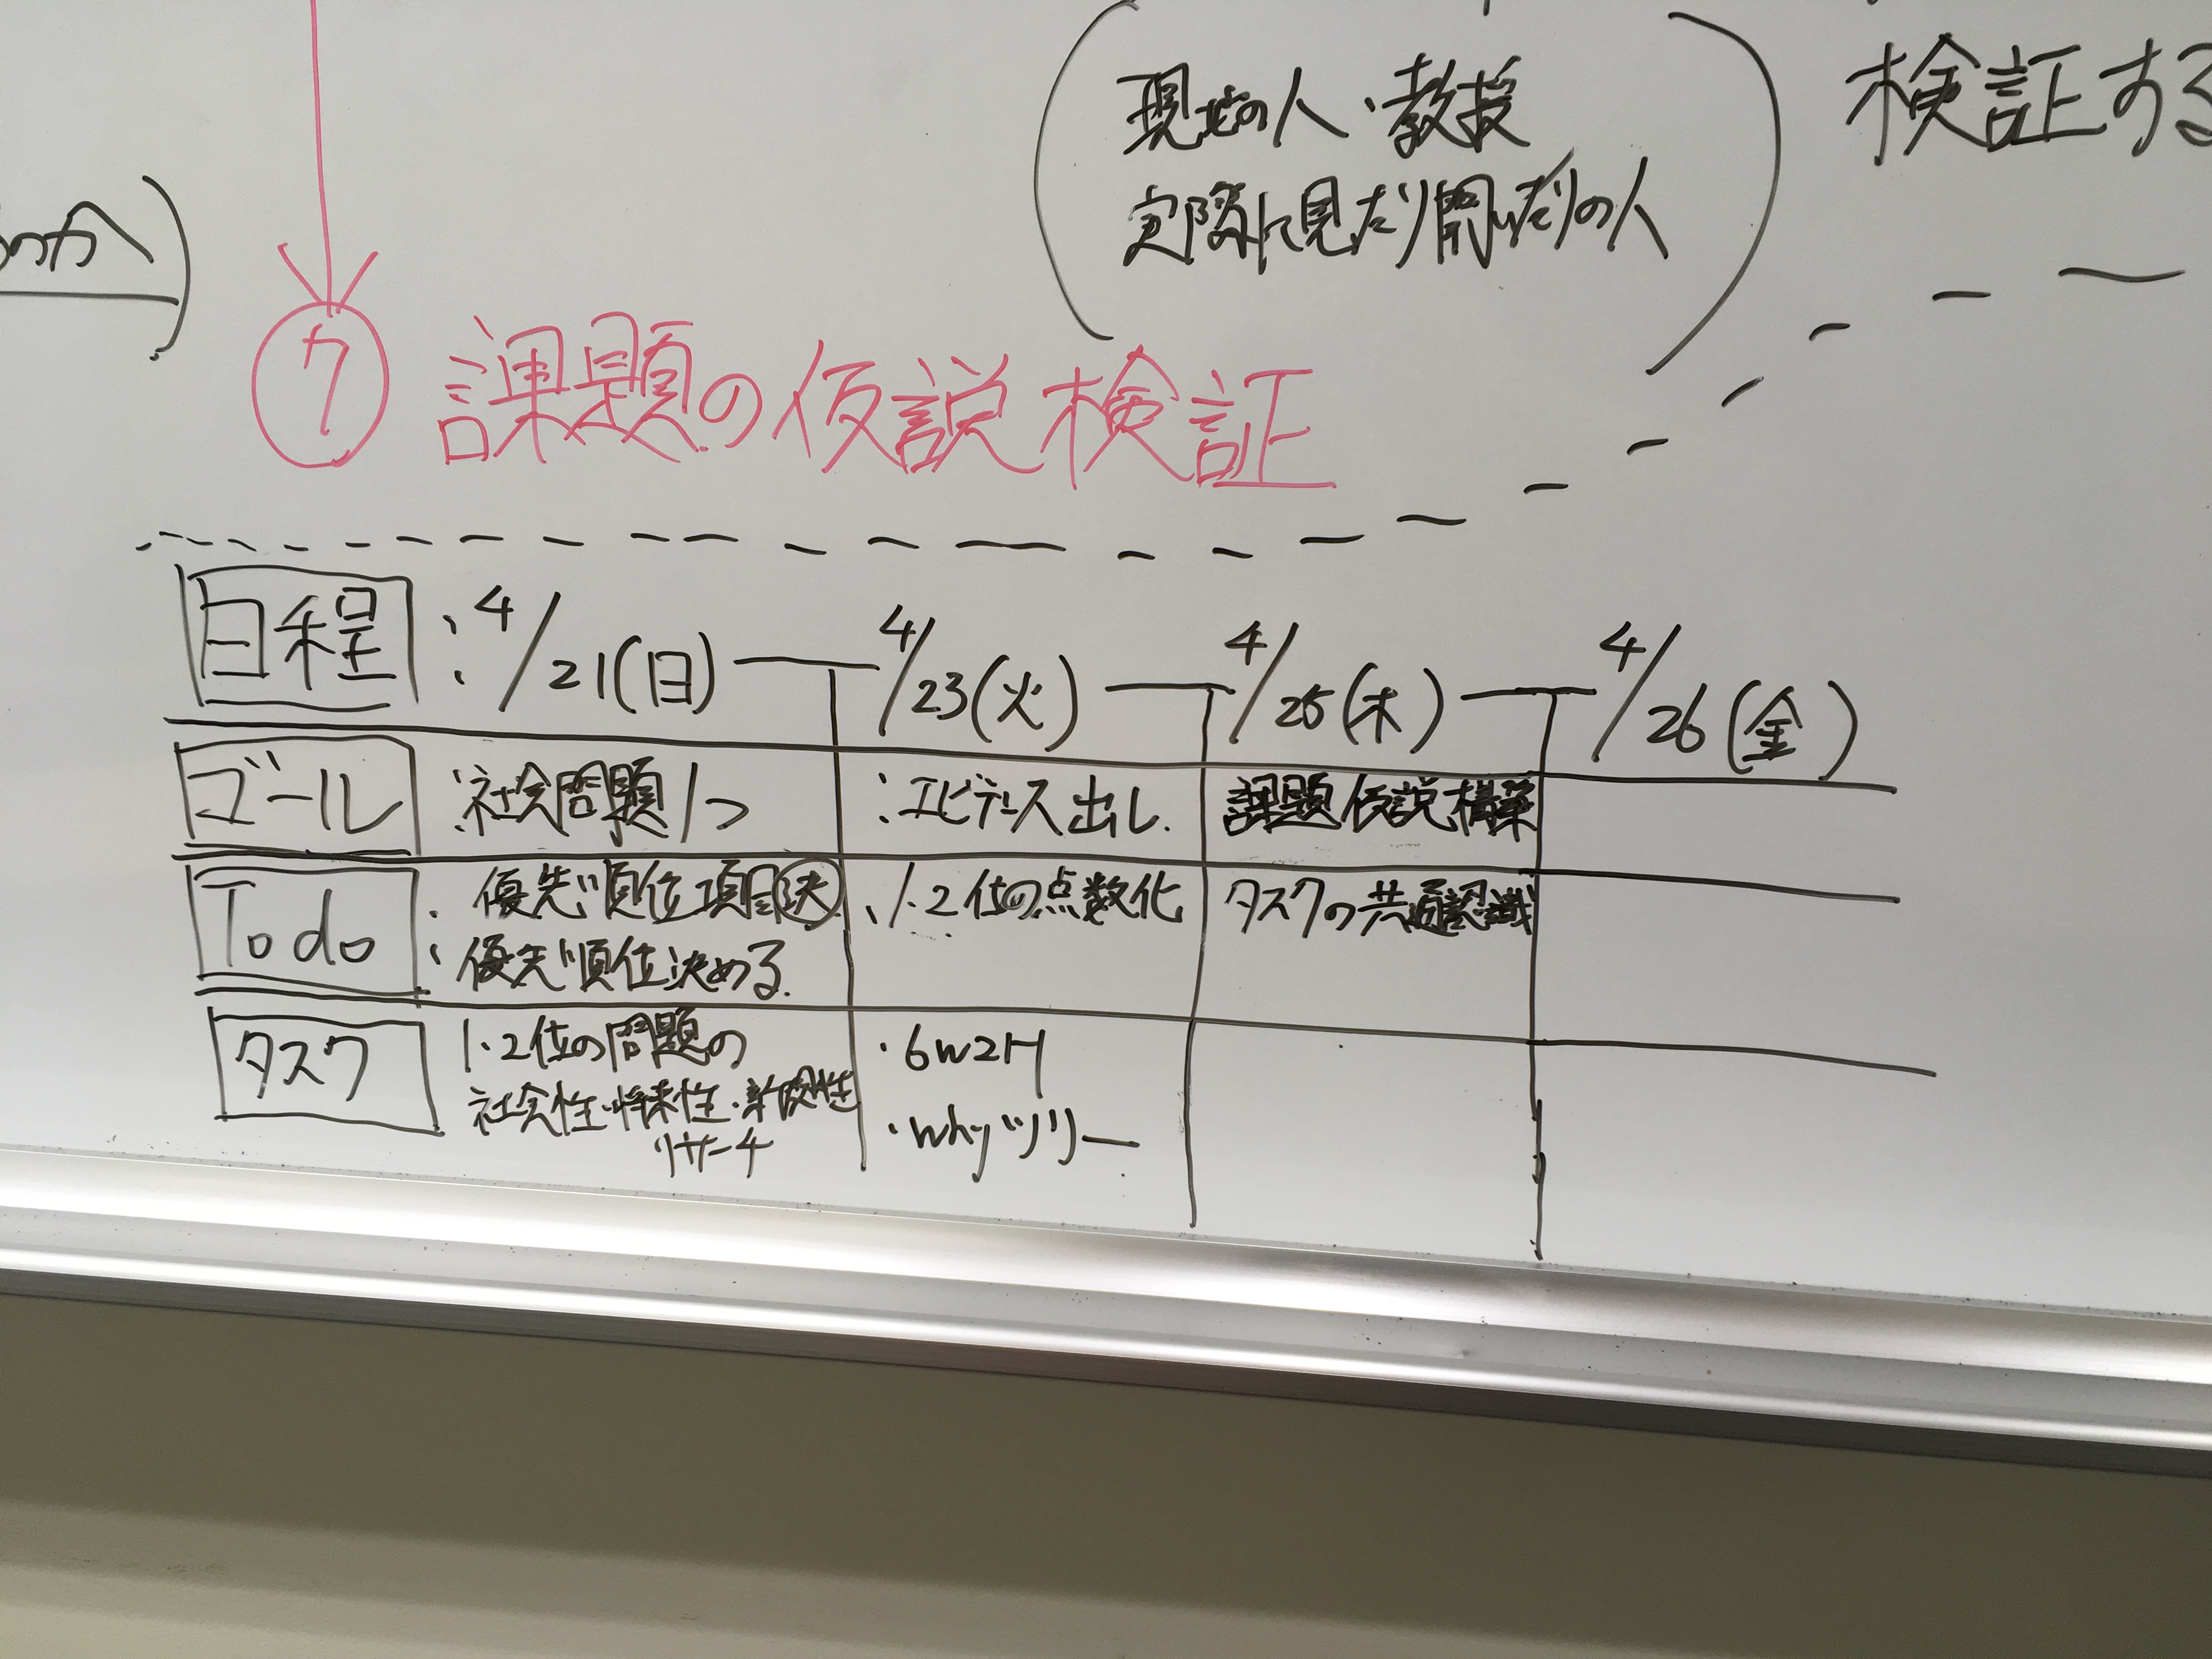 現地の人・教授
実際に見たり聞いたりの人
検証する
のか
⑦ 課題の仮説検証
日程 : 4/21(日) 4/23(火) 4/25(木) 4/26(金)
ゴール : 社会問題1つ : エビデンス出し. 課題仮説構築
Todo : 優先順位項目決 . 1.2位の点数化 タスクの共通認識
: 優先順位決める.
タスク 1.2位の問題の ・6W2H
社会性・将来性・新規性 ・whyツリー
リサーチ